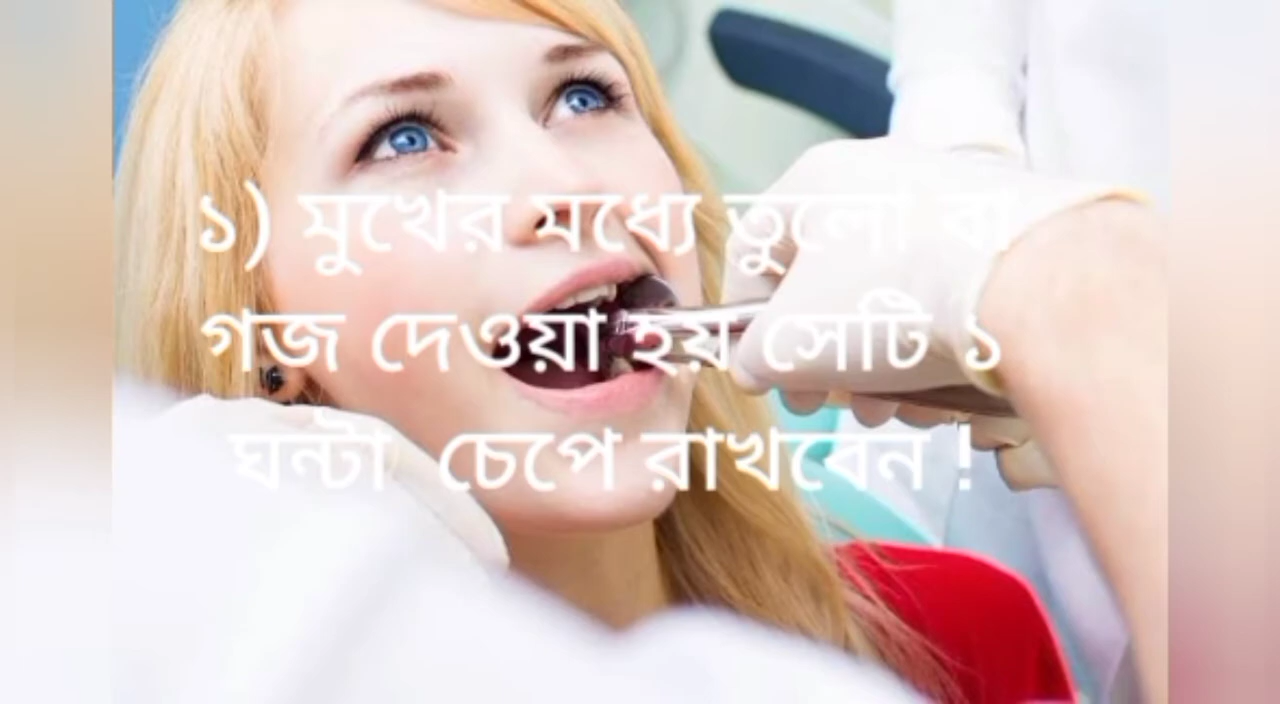 ১) মুখের মধ্যে তুলো বা
গজ দেওয়া হয় সেটি ১
ঘন্টা চেপে রাখবেন !